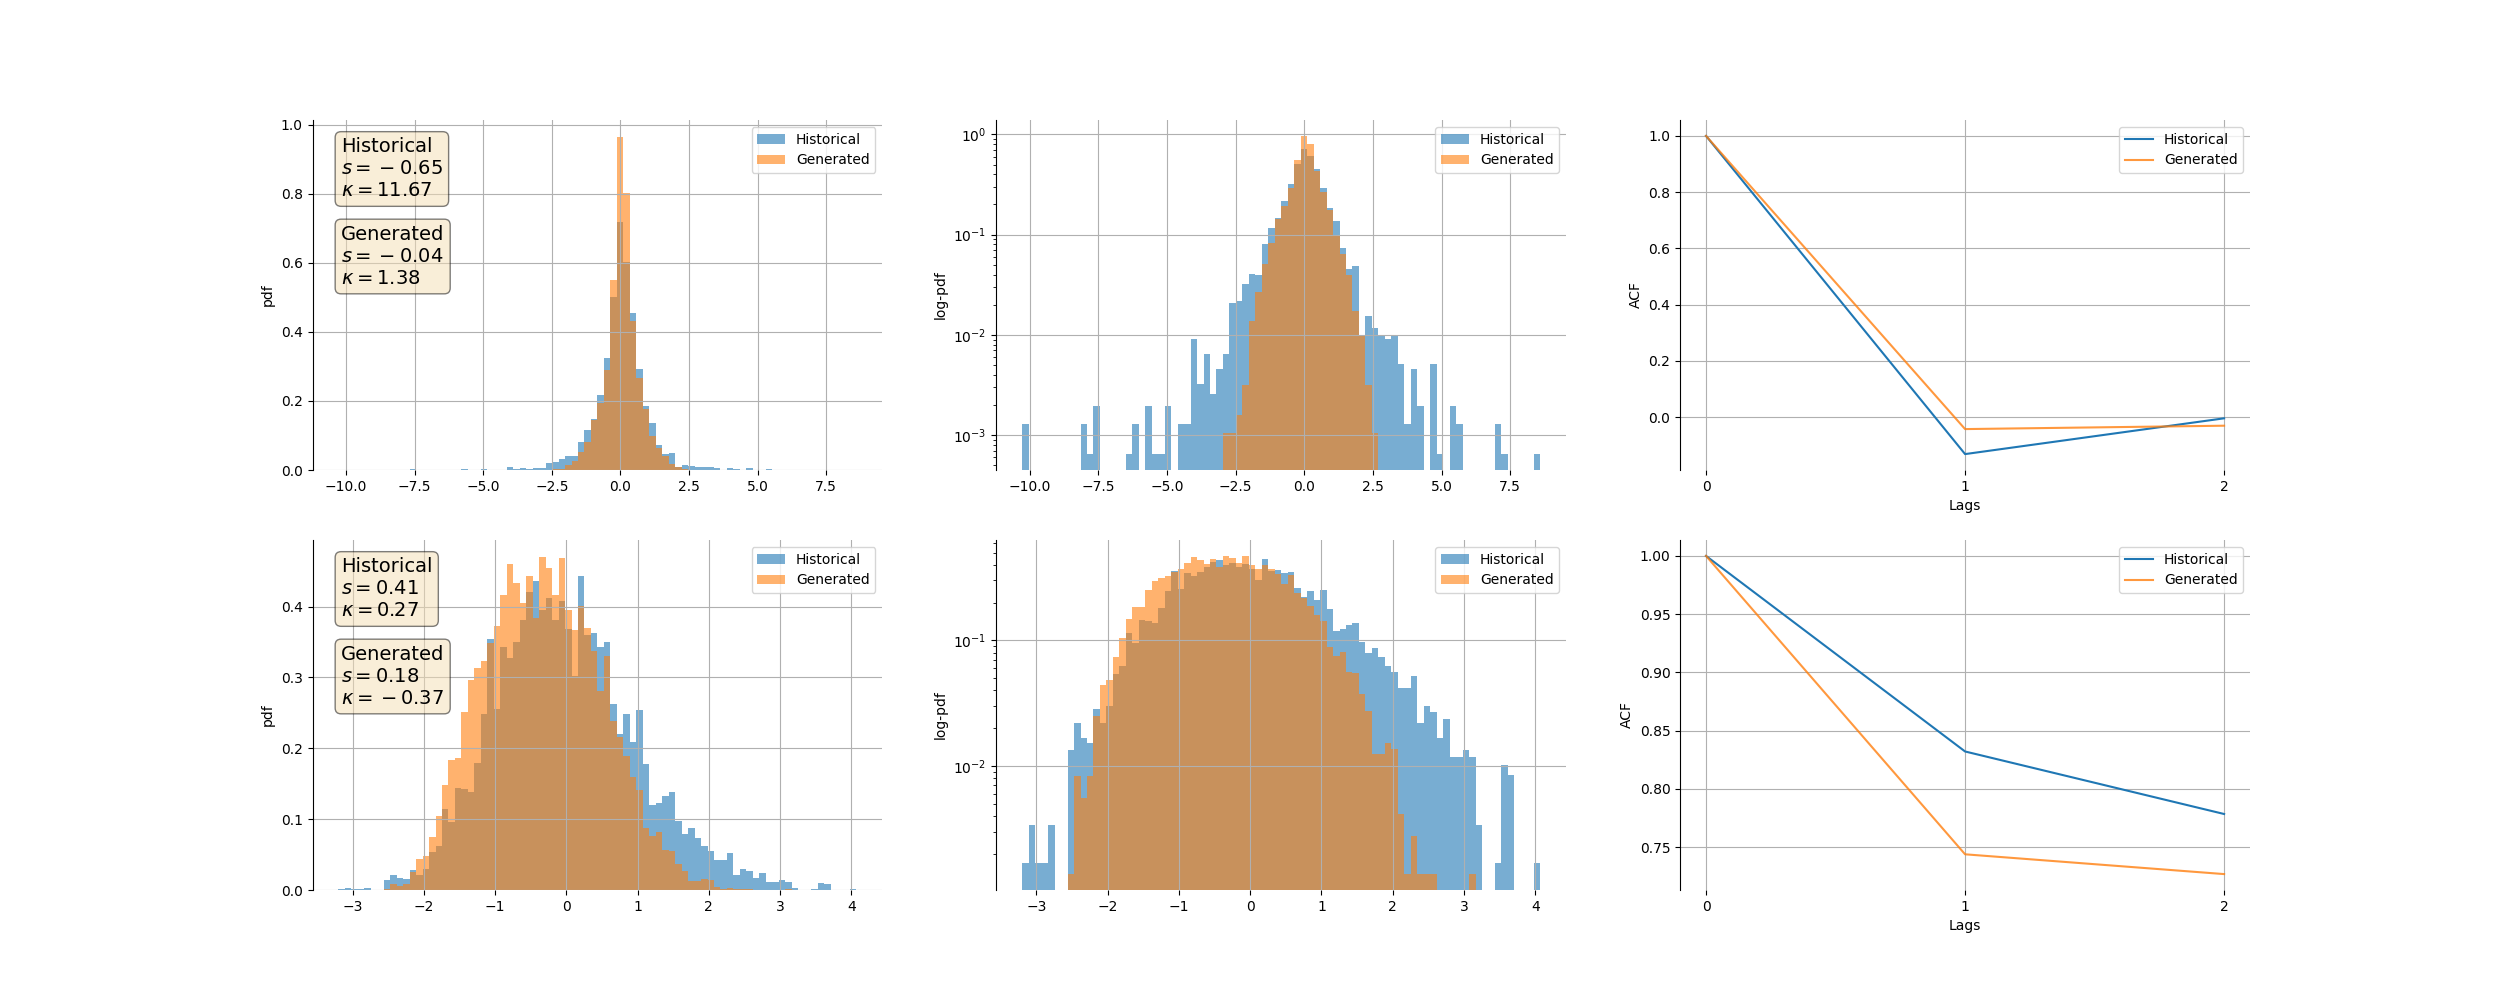 1.0
0.8
0.6
0.4
0.2
0.0
pdf
Historical
s = −0.65
κ = 11.67
Generated
s = −0.04
κ = 1.38
Historical
Generated
−10.0 −7.5 −5.0 −2.5 0.0 2.5 5.0 7.5
10^0
10^−1
10^−2
10^−3
log-pdf
Historical
Generated
−10.0 −7.5 −5.0 −2.5 0.0 2.5 5.0 7.5
1.0
0.8
0.6
0.4
0.2
0.0
ACF
Historical
Generated
0 1 2
Lags
0.4
0.3
0.2
0.1
0.0
pdf
Historical
s = 0.41
κ = 0.27
Generated
s = 0.18
κ = −0.37
Historical
Generated
−3 −2 −1 0 1 2 3 4
10^−1
10^−2
log-pdf
Historical
Generated
−3 −2 −1 0 1 2 3 4
1.00
0.95
0.90
0.85
0.80
0.75
ACF
Historical
Generated
0 1 2
Lags